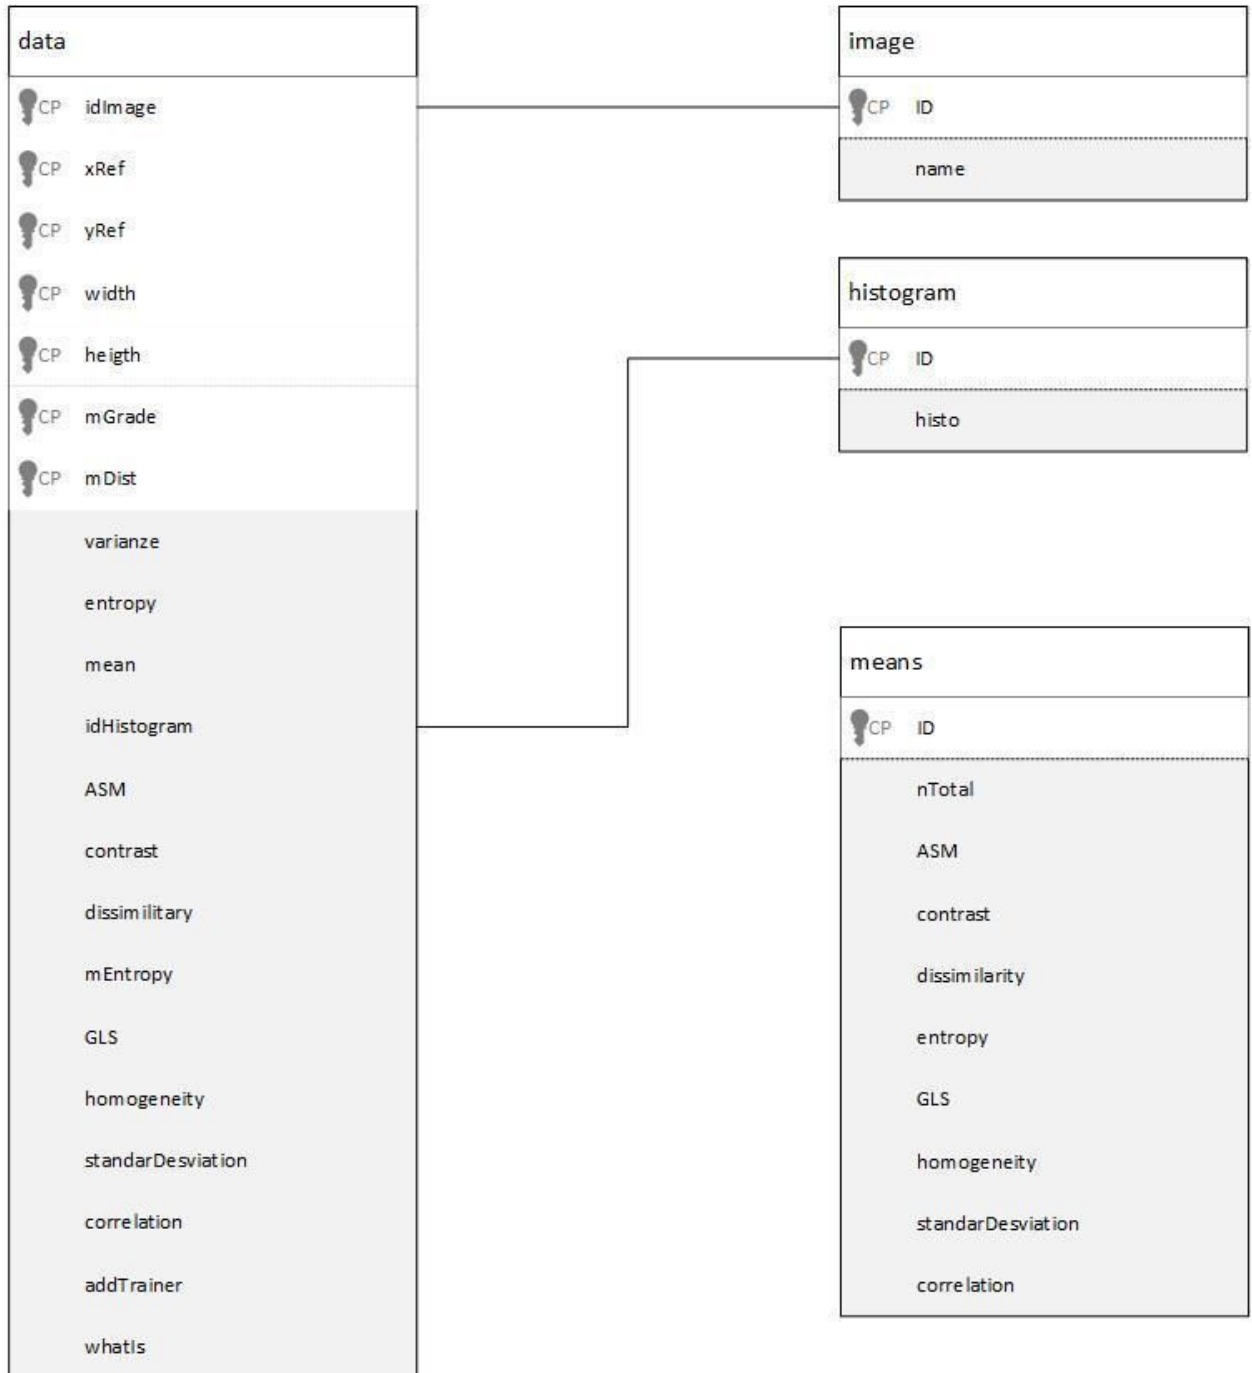 data
CP idImage
CP xRef
CP yRef
CP width
CP heigth
CP mGrade
CP mDist
varianze
entropy
mean
idHistogram
ASM
contrast
dissimilitary
mEntropy
GLS
homogeneity
standarDesviation
correlation
addTrainer
whatIs
image
CP ID
name
histogram
CP ID
histo
means
CP ID
nTotal
ASM
contrast
dissimilarity
entropy
GLS
homogeneity
standarDesviation
correlation